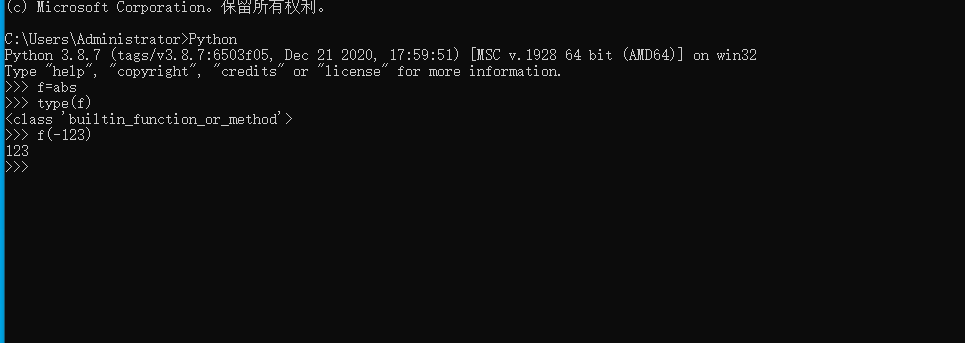 (c) Microsoft Corporation。保留所有权利。
C:\Users\Administrator>Python
Python 3.8.7 (tags/v3.8.7:6503f05, Dec 21 2020, 17:59:51) [MSC v.1928 64 bit (AMD64)] on win32
Type "help", "copyright", "credits" or "license" for more information.
>>> f=abs
>>> type(f)
<class 'builtin_function_or_method'>
>>> f(-123)
123
>>>